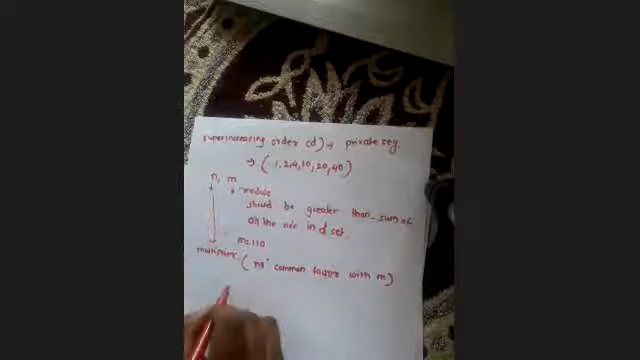 superincreasing order (d) → private key.
→ (1, 2, 4, 10, 20, 40)
n, m
module
should be greater than sum of
all the no's in d set.
m=110
multiplier. (no common factor with m)